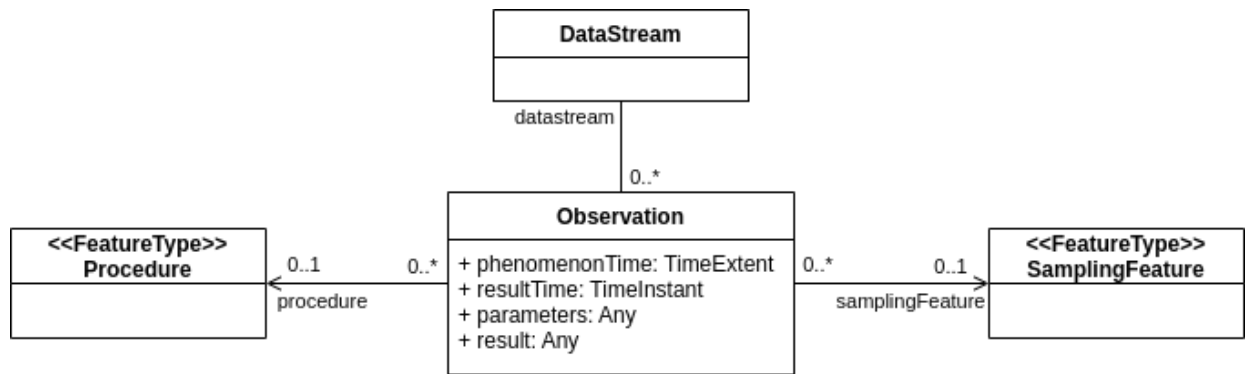 DataStream
datastream
0..*
Observation
+ phenomenonTime: TimeExtent
+ resultTime: TimeInstant
+ parameters: Any
+ result: Any
<<FeatureType>>
Procedure
0..1
0..*
procedure
0..*
0..1
samplingFeature
<<FeatureType>>
SamplingFeature